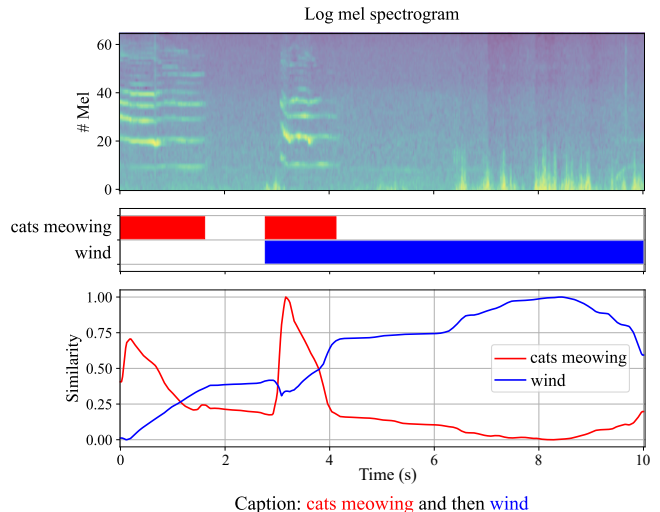 Log mel spectrogram
# Mel
60
40
20
0
cats meowing
wind
Similarity
1.00
0.75
0.50
0.25
0.00
cats meowing
wind
0 2 4 6 8 10
Time (s)
Caption: cats meowing and then wind